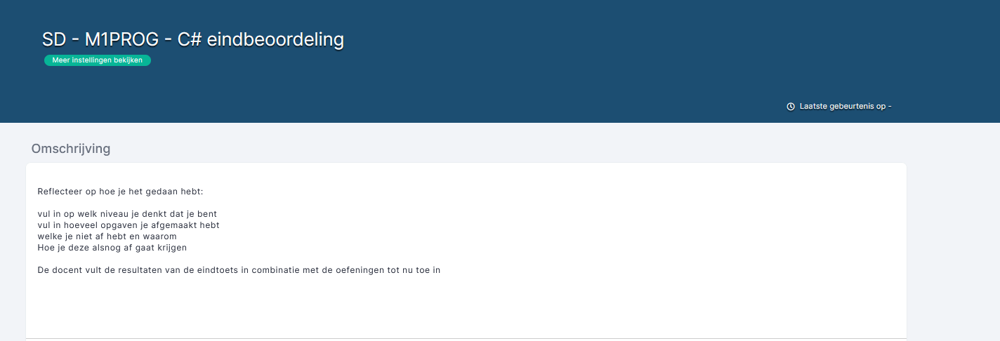 SD - M1PROG - C# eindbeoordeling
Meer instellingen bekijken
Laatste gebeurtenis op -
Omschrijving
Reflecteer op hoe je het gedaan hebt:
vul in op welk niveau je denkt dat je bent
vul in hoeveel opgaven je afgemaakt hebt
welke je niet af hebt en waarom
Hoe je deze alsnog af gaat krijgen
De docent vult de resultaten van de eindtoets in combinatie met de oefeningen tot nu toe in